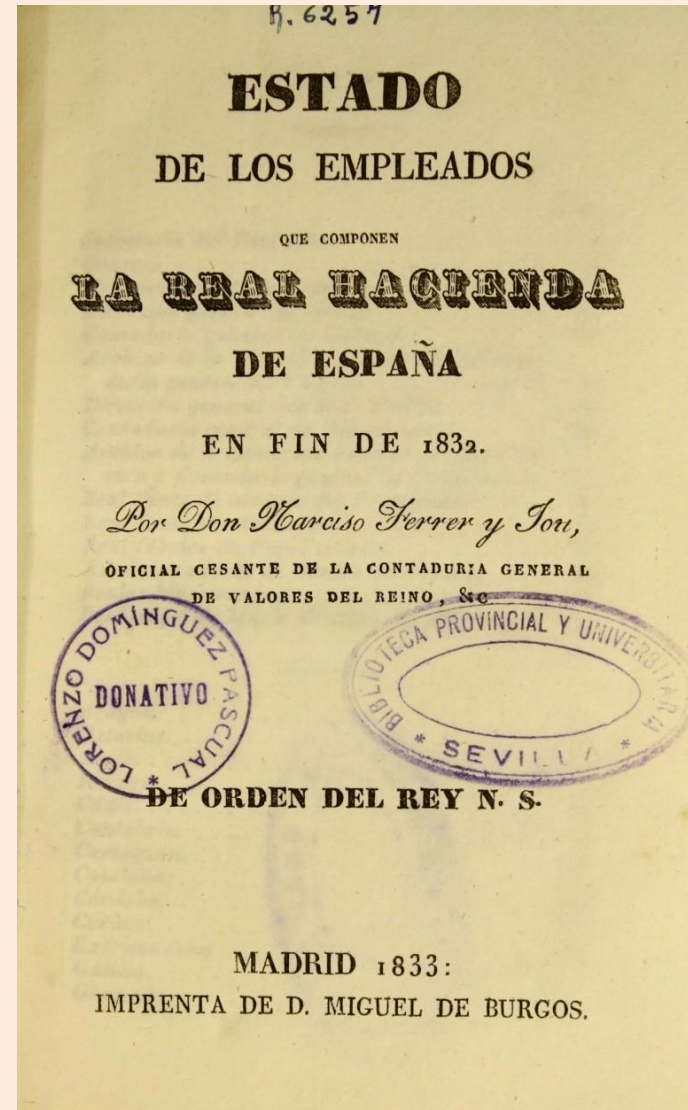 R. 6257
ESTADO
DE LOS EMPLEADOS
QUE COMPONEN
LA REAL HACIENDA
DE ESPAÑA
EN FIN DE 1832.
Por Don Narciso Ferrer y Jou,
OFICIAL CESANTE DE LA CONTADURIA GENERAL
DE VALORES DEL REINO, &c
LORENZO DOMÍNGUEZ PASCUAL *
DONATIVO
BIBLIOTECA PROVINCIAL Y UNIVERSITARIA
* SEVILLA *
DE ORDEN DEL REY N. S.
MADRID 1833:
IMPRENTA DE D. MIGUEL DE BURGOS.